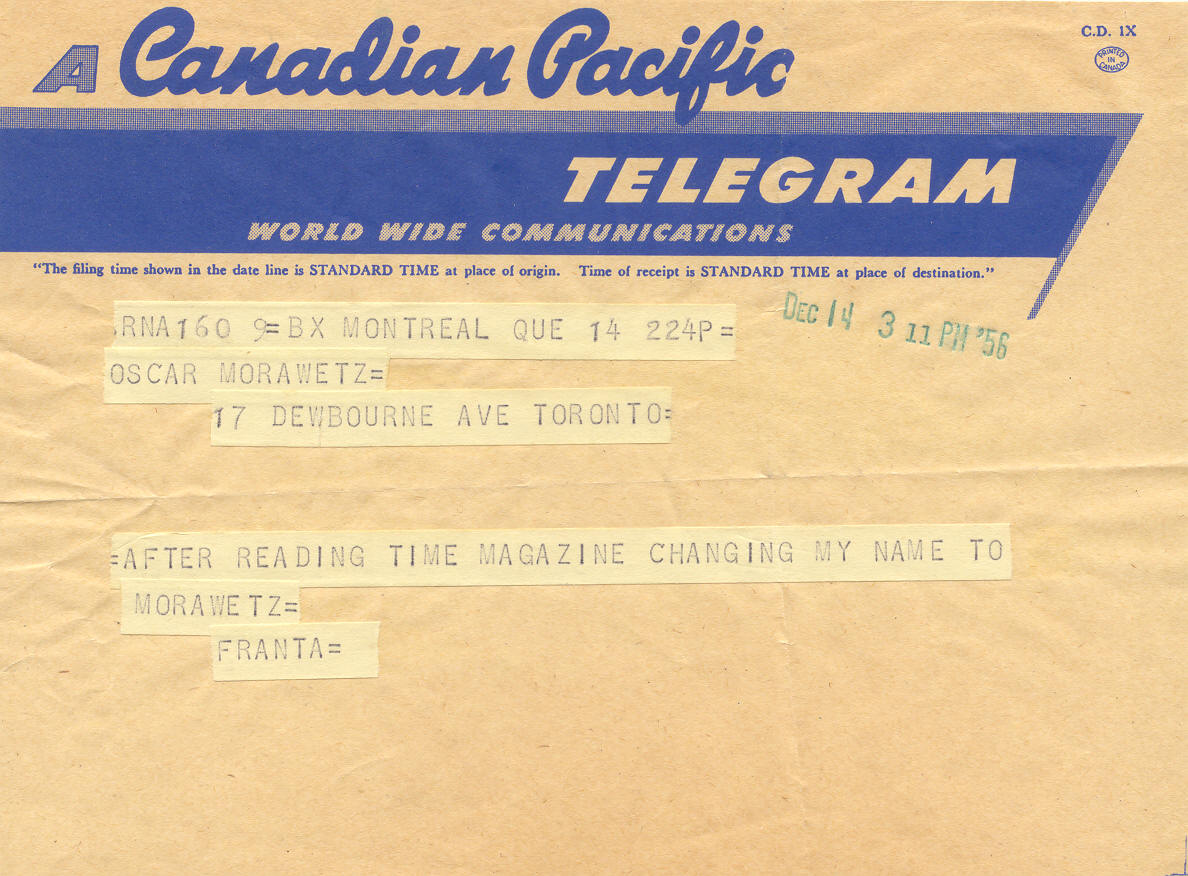 A Canadian Pacific
C.D. 1X
PRINTED
IN
CANADA
TELEGRAM
WORLD WIDE COMMUNICATIONS
"The filing time shown in the date line is STANDARD TIME at place of origin. Time of receipt is STANDARD TIME at place of destination."
DEC 14 3 11 PM '56
RNA160 9=BX MONTREAL QUE 14 224P=
OSCAR MORAWETZ=
17 DEWBOURNE AVE TORONTO=
=AFTER READING TIME MAGAZINE CHANGING MY NAME TO
MORAWETZ=
FRANTA=